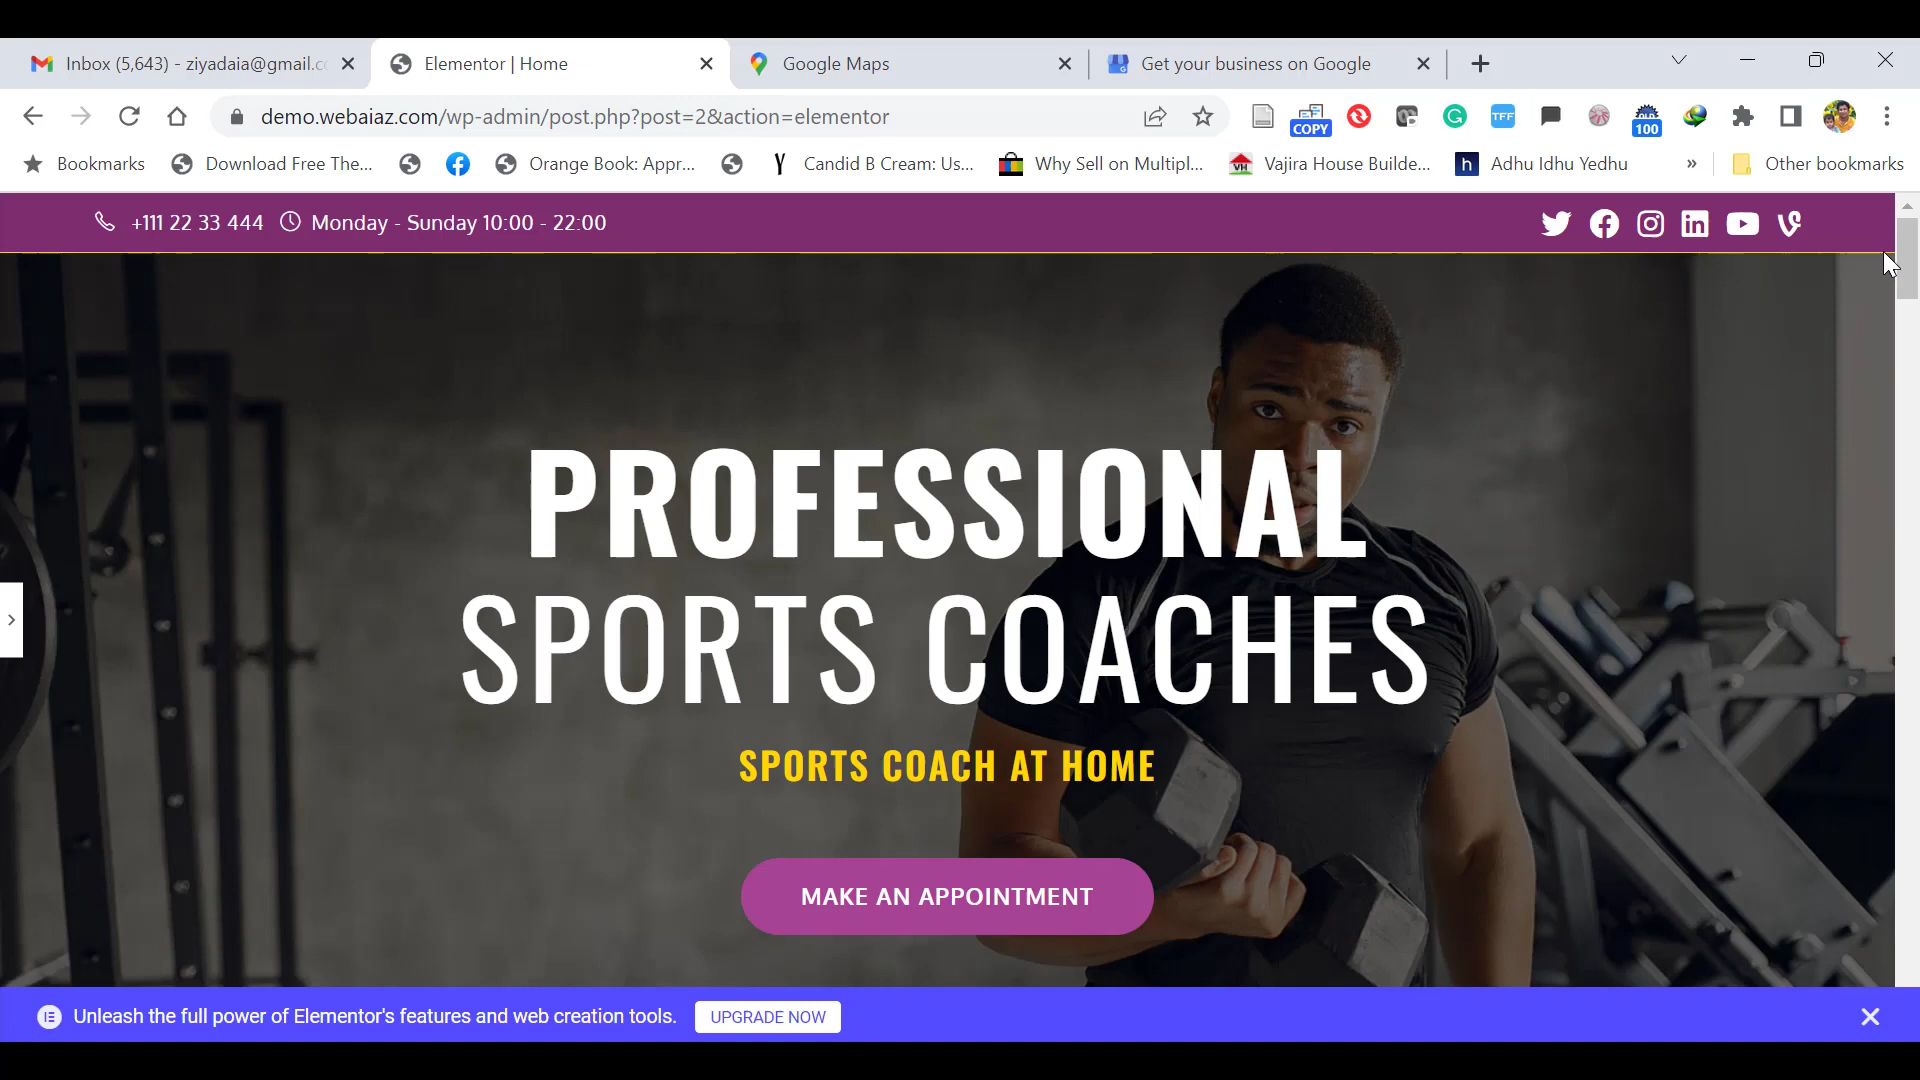 Inbox (5,643) - ziyadaia@gmail.c
Elementor | Home
Google Maps
Get your business on Google
demo.webaiaz.com/wp-admin/post.php?post=2&action=elementor
COPY
TFF
100
Bookmarks
Download Free The...
Orange Book: Appr...
Candid B Cream: Us...
Why Sell on Multipl...
VH
Vajira House Builde...
h
Adhu Idhu Yedhu
»
Other bookmarks
+111 22 33 444 Monday - Sunday 10:00 - 22:00
PROFESSIONAL
SPORTS COACHES
SPORTS COACH AT HOME
MAKE AN APPOINTMENT
Unleash the full power of Elementor's features and web creation tools.
UPGRADE NOW